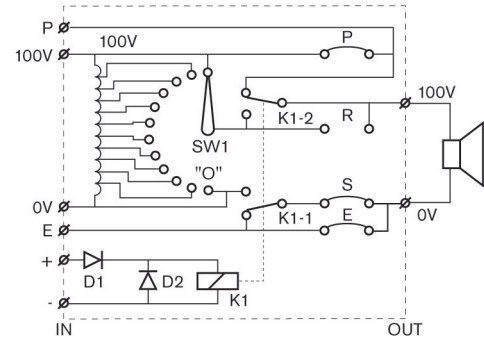 P
100V
100V
P
100V
K1-2
R
SW1
"O"
0V
S
K1-1
0V
E
E
+
D1
D2
K1
-
IN
OUT